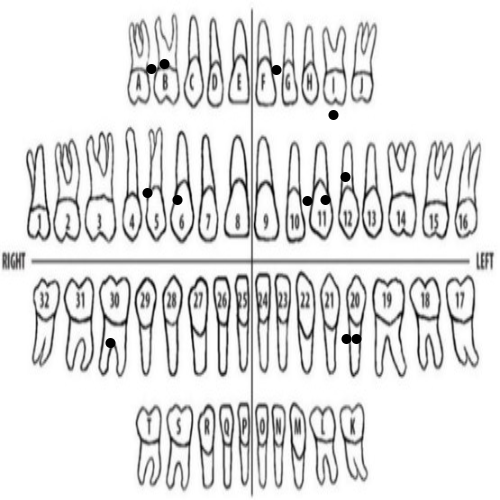 A B C D E F G H I J
1 2 3 4 5 6 7 8 9 10 11 12 13 14 15 16
RIGHT LEFT
32 31 30 29 28 27 26 25 24 23 22 21 20 19 18 17
T S R Q P O N M L K